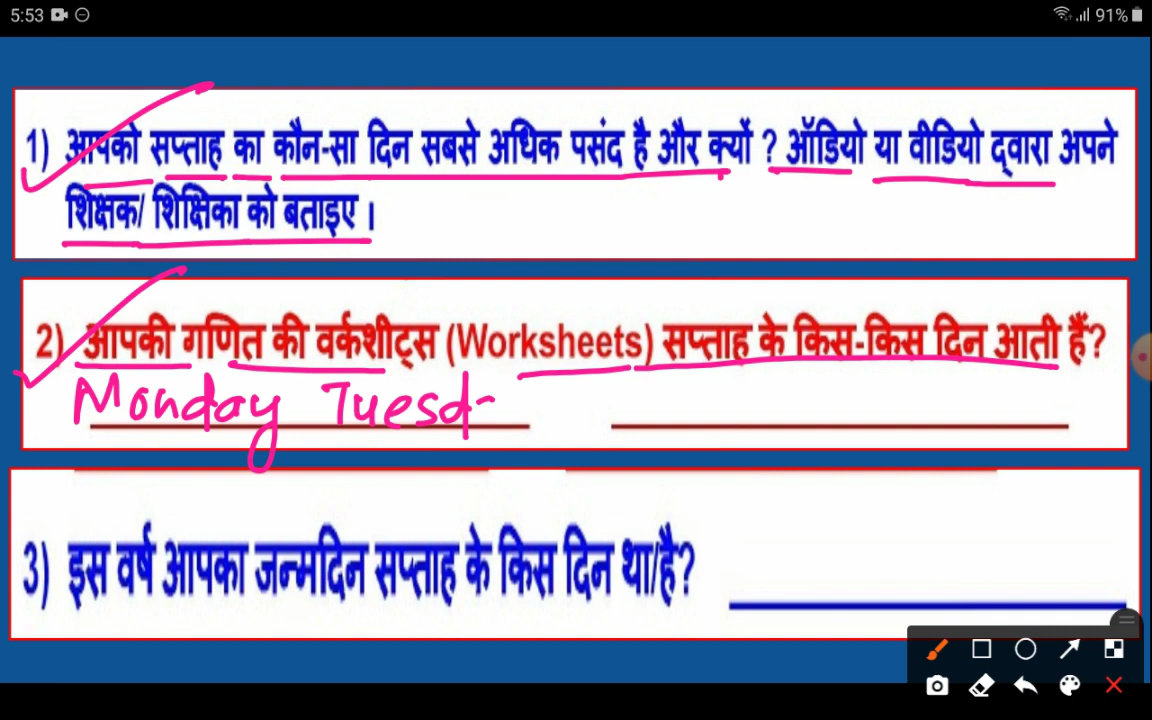 5:53 91%
1) आपको सप्ताह का कौन-सा दिन सबसे अधिक पसंद है और क्यों ? ऑडियो या वीडियो द्वारा अपने
शिक्षक/ शिक्षिका को बताइए ।
2) आपकी गणित की वर्कशीट्स (Worksheets) सप्ताह के किस-किस दिन आती हैं?
Monday Tuesd
3) इस वर्ष आपका जन्मदिन सप्ताह के किस दिन था/है?